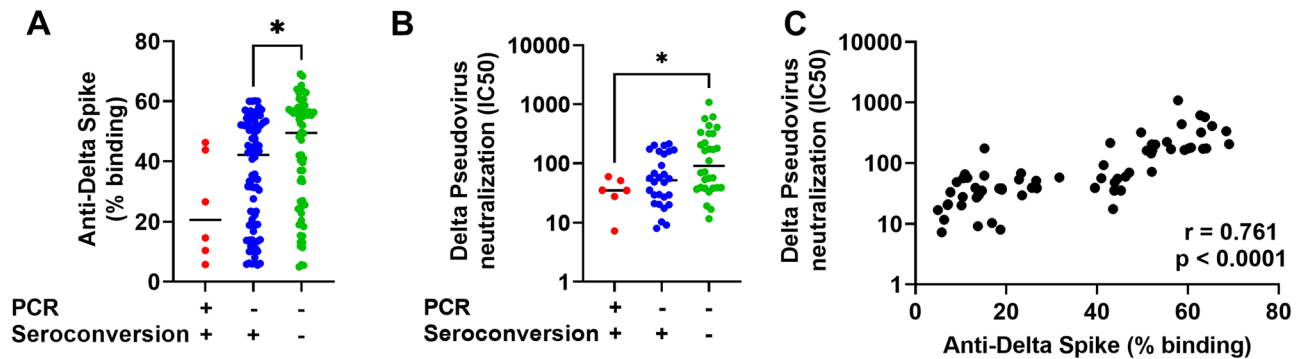 A
*
Anti-Delta Spike
(% binding)
80
60
40
20
0
PCR + - -
Seroconversion + + -
B
*
Delta Pseudovirus
neutralization (IC50)
10000
1000
100
10
1
PCR + - -
Seroconversion + + -
C
Delta Pseudovirus
neutralization (IC50)
10000
1000
100
10
1
r = 0.761
p < 0.0001
0 20 40 60 80
Anti-Delta Spike (% binding)